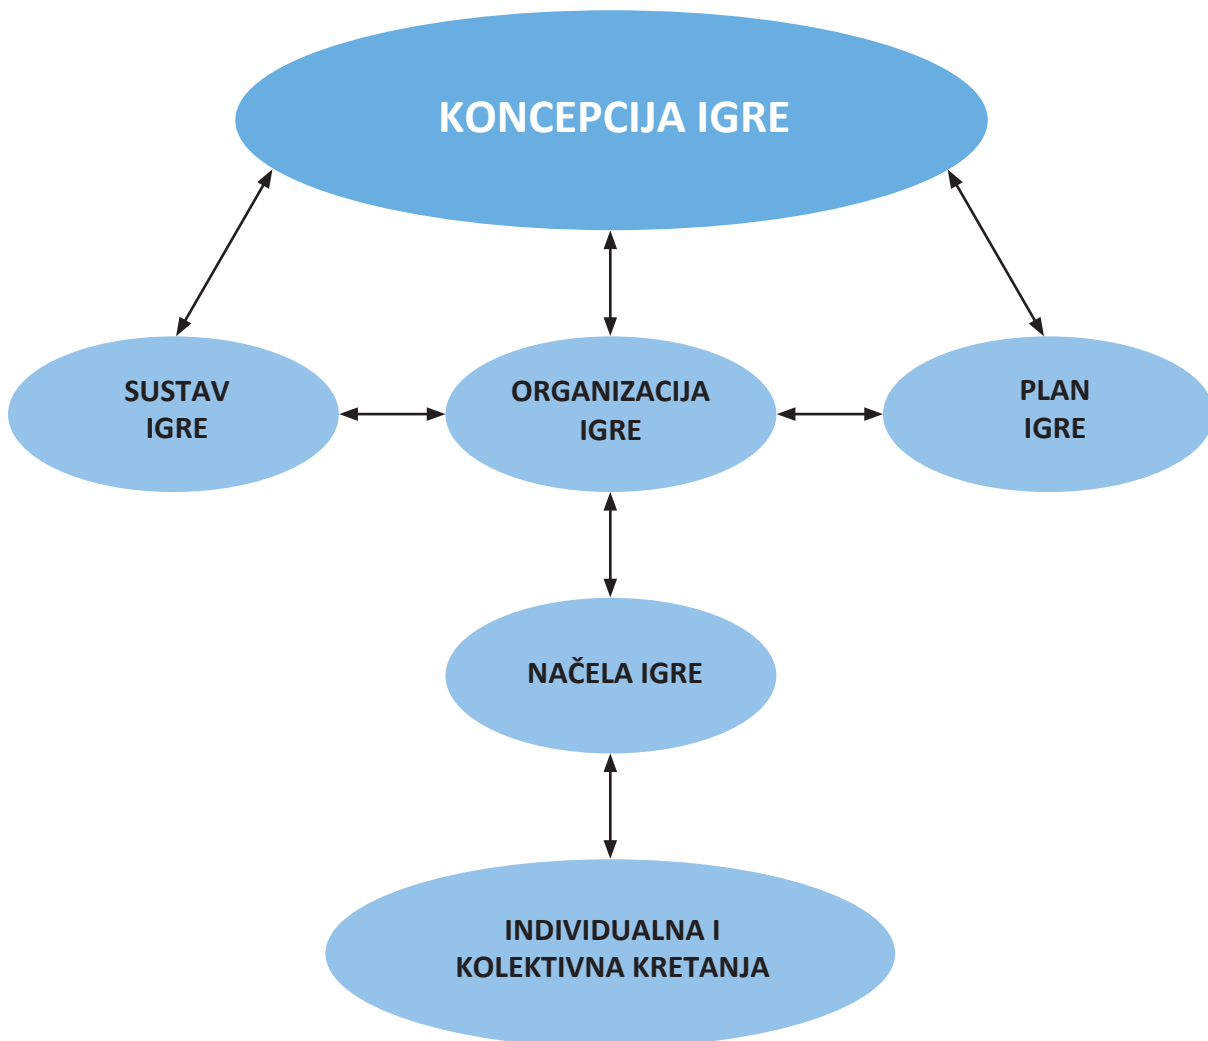 KONCEPCIJA IGRE
SUSTAV
IGRE
ORGANIZACIJA
IGRE
PLAN
IGRE
NAČELA IGRE
INDIVIDUALNA I
KOLEKTIVNA KRETANJA